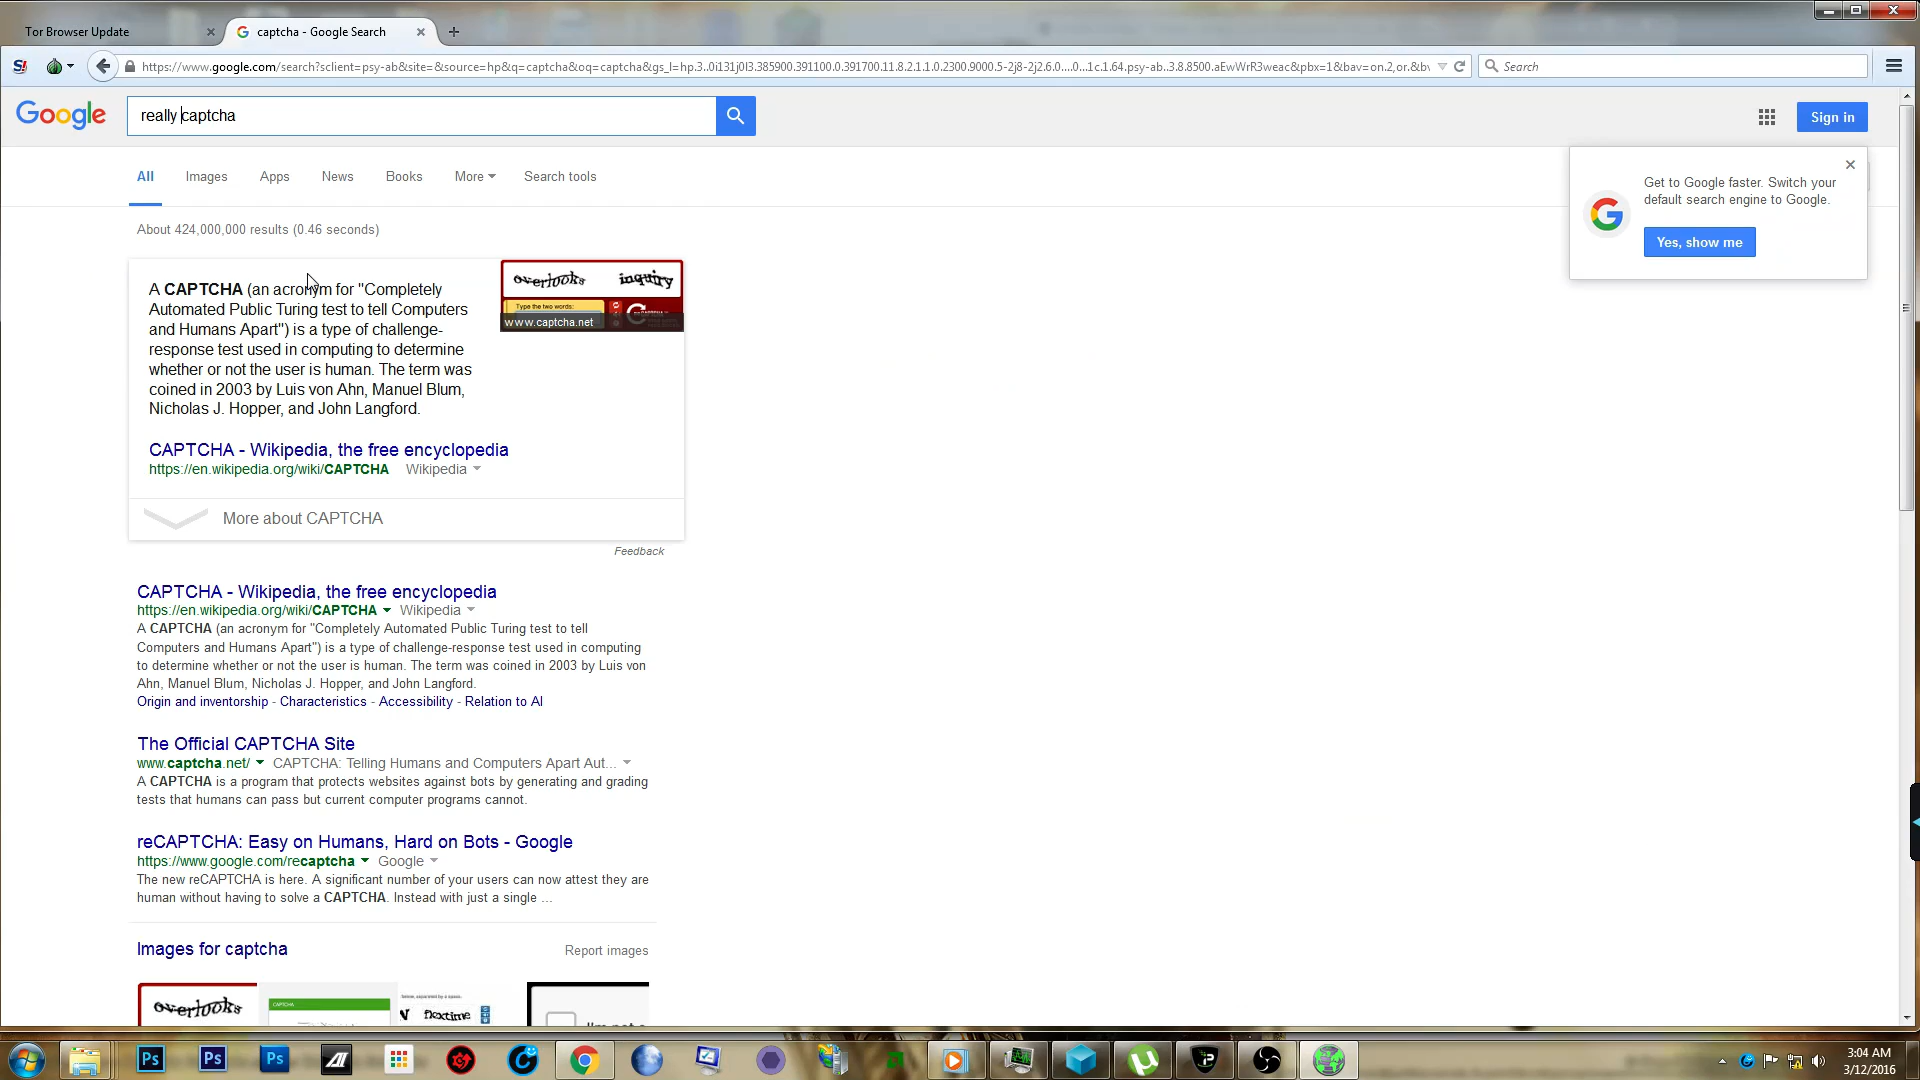 Tor Browser Update
captcha - Google Search
https://www.google.com/search?sclient=psy-ab&site=&source=hp&q=captcha&oq=captcha&gs_l=hp.3..0i131j0l3.385900.391100.0.391700.11.8.2.1.1.0.2300.9000.5-2j8-2j2.6.0....0...1c.1.64.psy-ab..3.8.8500.aEwWrR3weac&pbx=1&bav=on.2,or.&bv
Search
Google
really captcha
Sign in
All
Images
Apps
News
Books
More
Search tools
Get to Google faster. Switch your
default search engine to Google.
Yes, show me
About 424,000,000 results (0.46 seconds)
A CAPTCHA (an acronym for "Completely
Automated Public Turing test to tell Computers
and Humans Apart") is a type of challenge-
response test used in computing to determine
whether or not the user is human. The term was
coined in 2003 by Luis von Ahn, Manuel Blum,
Nicholas J. Hopper, and John Langford.
overlooks inquiry
Type the two words:
www.captcha.net
CAPTCHA - Wikipedia, the free encyclopedia
https://en.wikipedia.org/wiki/CAPTCHA Wikipedia
More about CAPTCHA
Feedback
CAPTCHA - Wikipedia, the free encyclopedia
https://en.wikipedia.org/wiki/CAPTCHA Wikipedia
A CAPTCHA (an acronym for "Completely Automated Public Turing test to tell
Computers and Humans Apart") is a type of challenge-response test used in computing
to determine whether or not the user is human. The term was coined in 2003 by Luis von
Ahn, Manuel Blum, Nicholas J. Hopper, and John Langford.
Origin and inventorship - Characteristics - Accessibility - Relation to AI
The Official CAPTCHA Site
www.captcha.net/ CAPTCHA: Telling Humans and Computers Apart Aut...
A CAPTCHA is a program that protects websites against bots by generating and grading
tests that humans can pass but current computer programs cannot.
reCAPTCHA: Easy on Humans, Hard on Bots - Google
https://www.google.com/recaptcha Google
The new reCAPTCHA is here. A significant number of your users can now attest they are
human without having to solve a CAPTCHA. Instead with just a single ...
Images for captcha
Report images
overlooks
CAPTCHA
below, separated by a space.
flextime
Ps
Ps
Ps
3:04 AM
3/12/2016